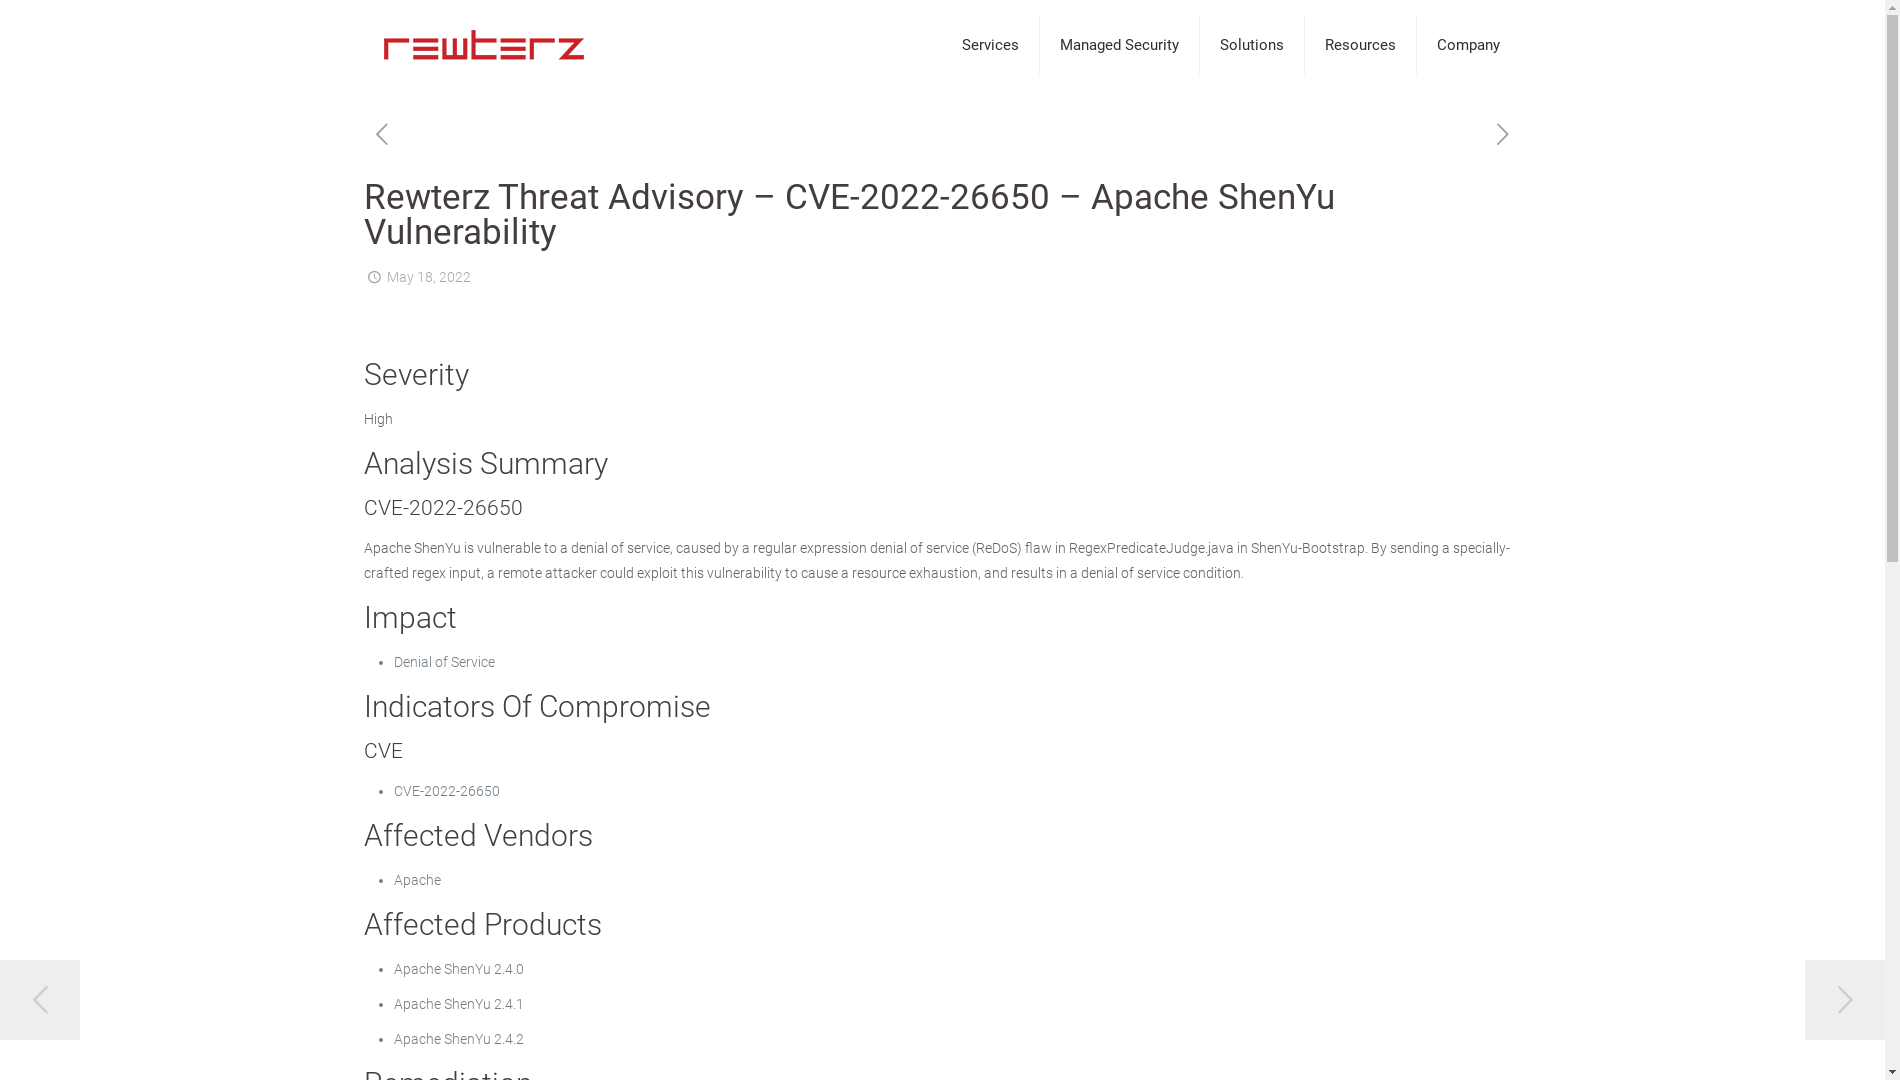 rewterz
Services
Managed Security
Solutions
Resources
Company
Rewterz Threat Advisory – CVE-2022-26650 – Apache ShenYu
Vulnerability
May 18, 2022
Severity
High
Analysis Summary
CVE-2022-26650
Apache ShenYu is vulnerable to a denial of service, caused by a regular expression denial of service (ReDoS) flaw in RegexPredicateJudge.java in ShenYu-Bootstrap. By sending a specially-
crafted regex input, a remote attacker could exploit this vulnerability to cause a resource exhaustion, and results in a denial of service condition.
Impact
• Denial of Service
Indicators Of Compromise
CVE
• CVE-2022-26650
Affected Vendors
• Apache
Affected Products
• Apache ShenYu 2.4.0
• Apache ShenYu 2.4.1
• Apache ShenYu 2.4.2
Remediation